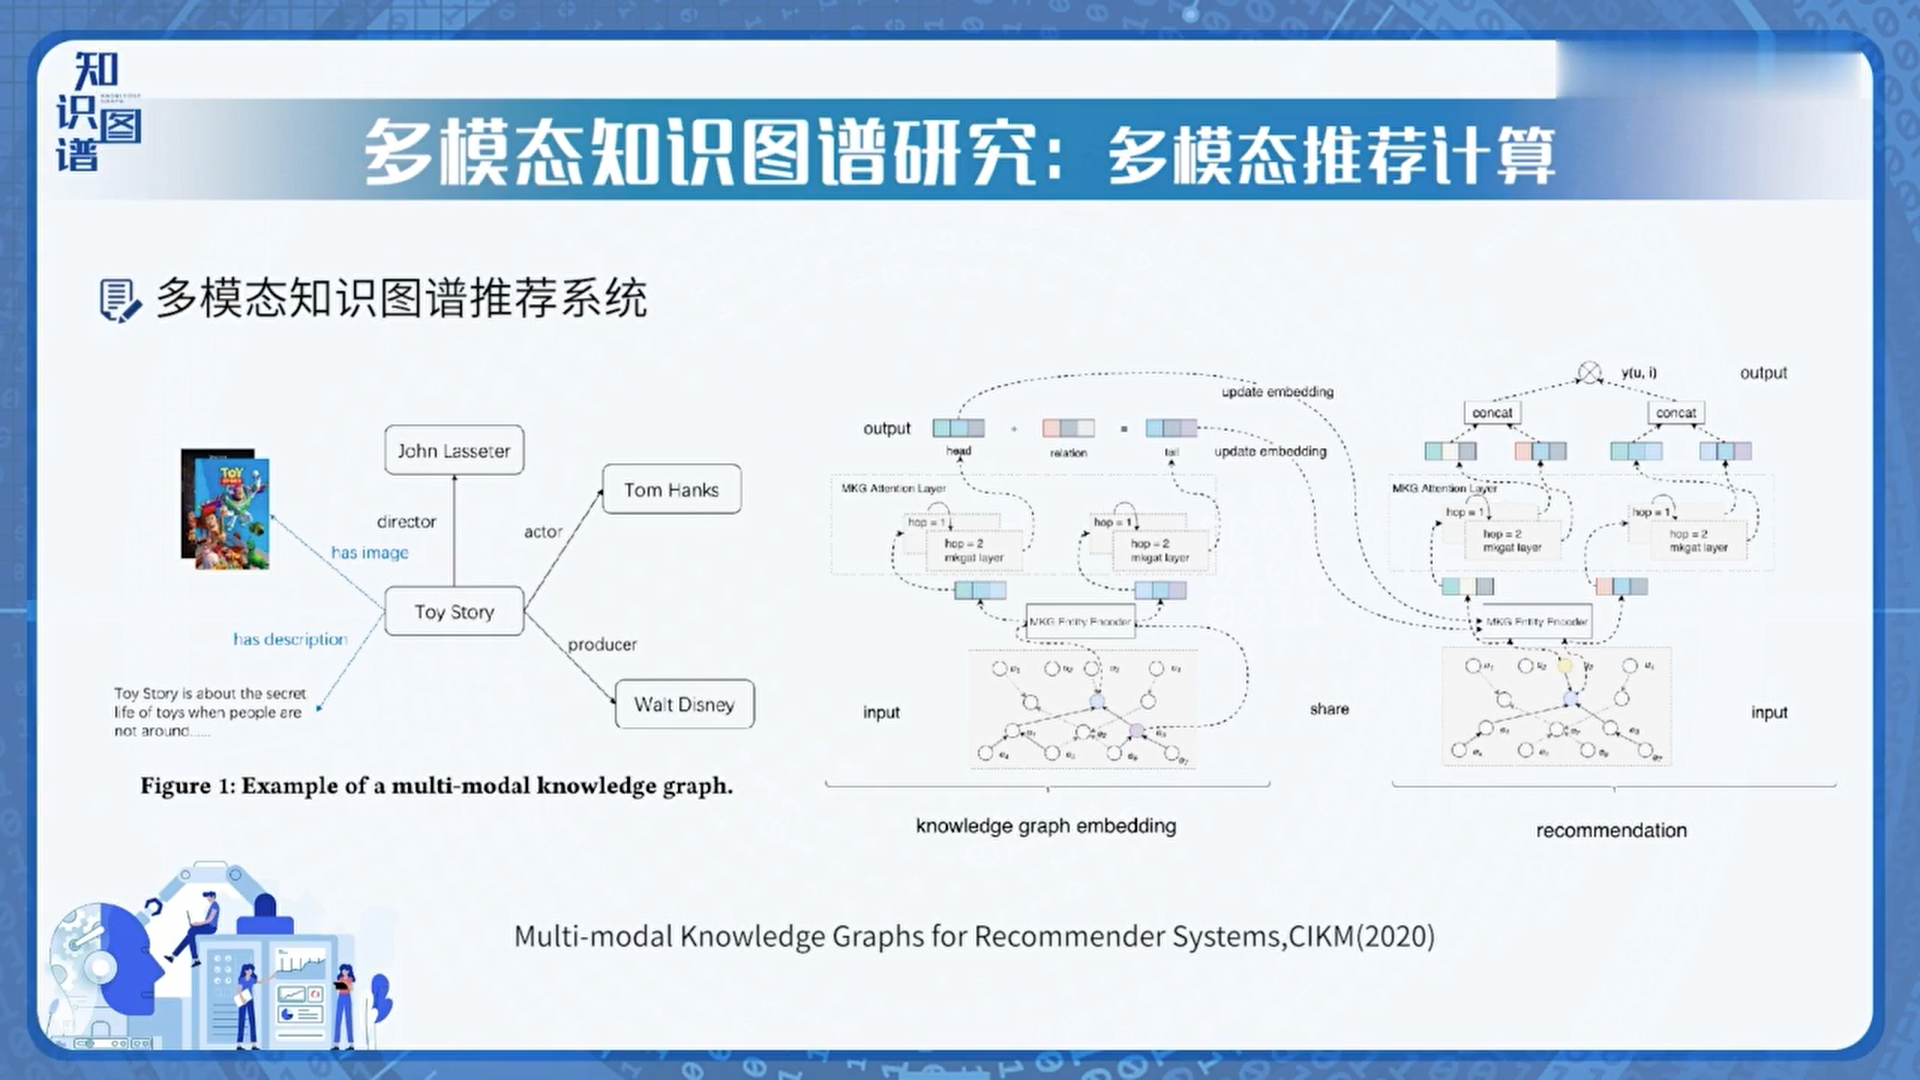 知识图谱
KNOWLEDGE GRAPH
多模态知识图谱研究：多模态推荐计算
多模态知识图谱推荐系统
TOY STORY
John Lasseter
Tom Hanks
director
actor
has image
Toy Story
has description
producer
Toy Story is about the secret
life of toys when people are
not around......
Walt Disney
Figure 1: Example of a multi-modal knowledge graph.
output
head
relation
tail
update embedding
update embedding
MKG Attention Layer
hop = 1
hop = 2
mkgat layer
hop = 1
hop = 2
mkgat layer
MKG Entity Encoder
input
share
knowledge graph embedding
y(u, i)
output
concat
concat
MKG Attention Layer
hop = 1
hop = 2
mkgat layer
hop = 1
hop = 2
mkgat layer
MKG Entity Encoder
input
recommendation
Multi-modal Knowledge Graphs for Recommender Systems,CIKM(2020)